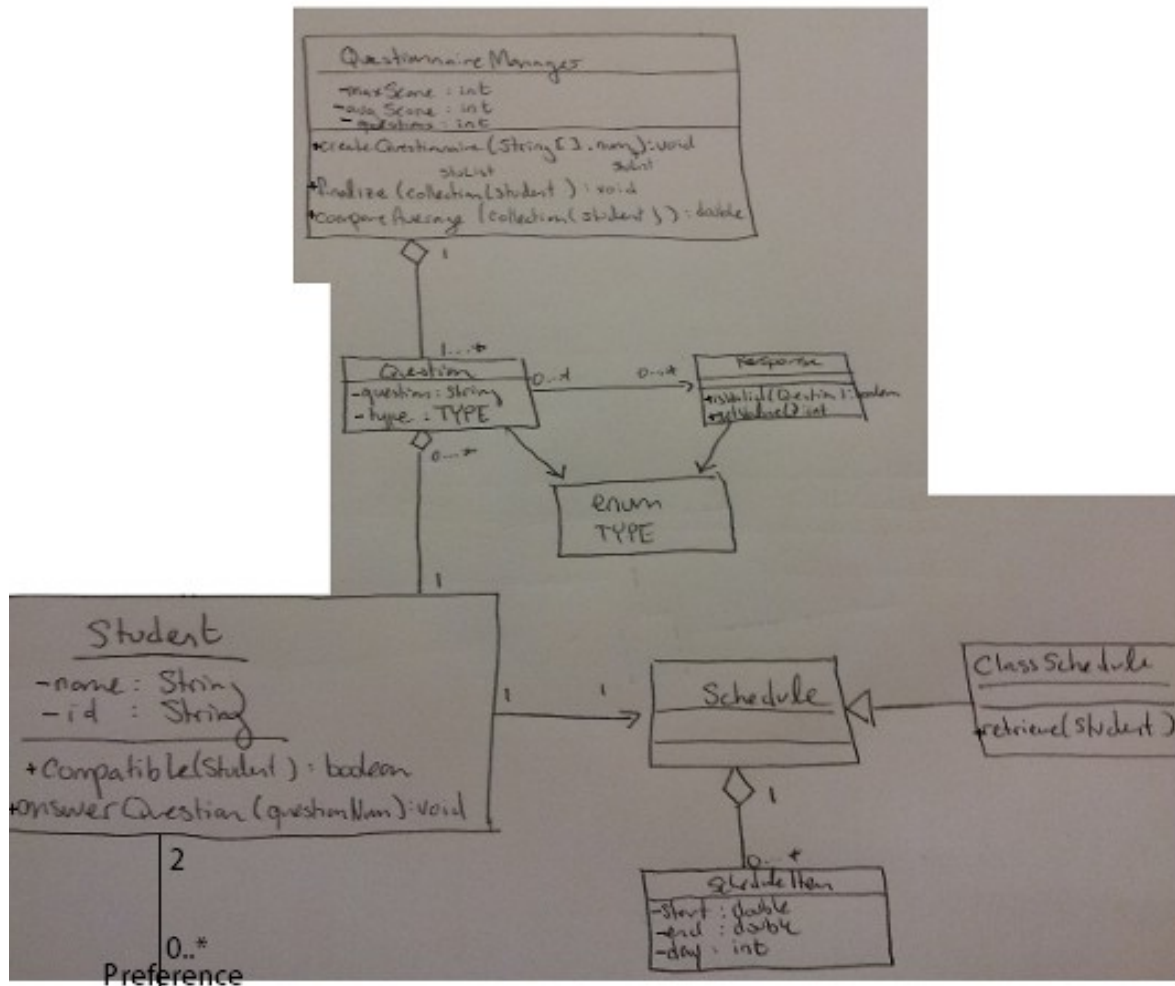 QuestionnaireManager
-maxScore : int
-avgScore : int
-questions : int
+createQuestionnaire(String[], num):void
stuList stuList
+finalize (collection(student) : void
+compareAverage (collection(student)) : double
1
1...*
Question
-question: String
-type : TYPE
0...*
0...*
Response
+isValid(Question): boolean
+getValue() int
0...*
enum
TYPE
1
Student
-name : String
-id : String
+Compatible(Student) : boolean
+answerQuestion (questionNum):void
1 1
Schedule
ClassSchedule
+retrieve(Student)
1
0...*
ScheduleItem
-start : double
-end : double
-day : int
2
0..*
Preference